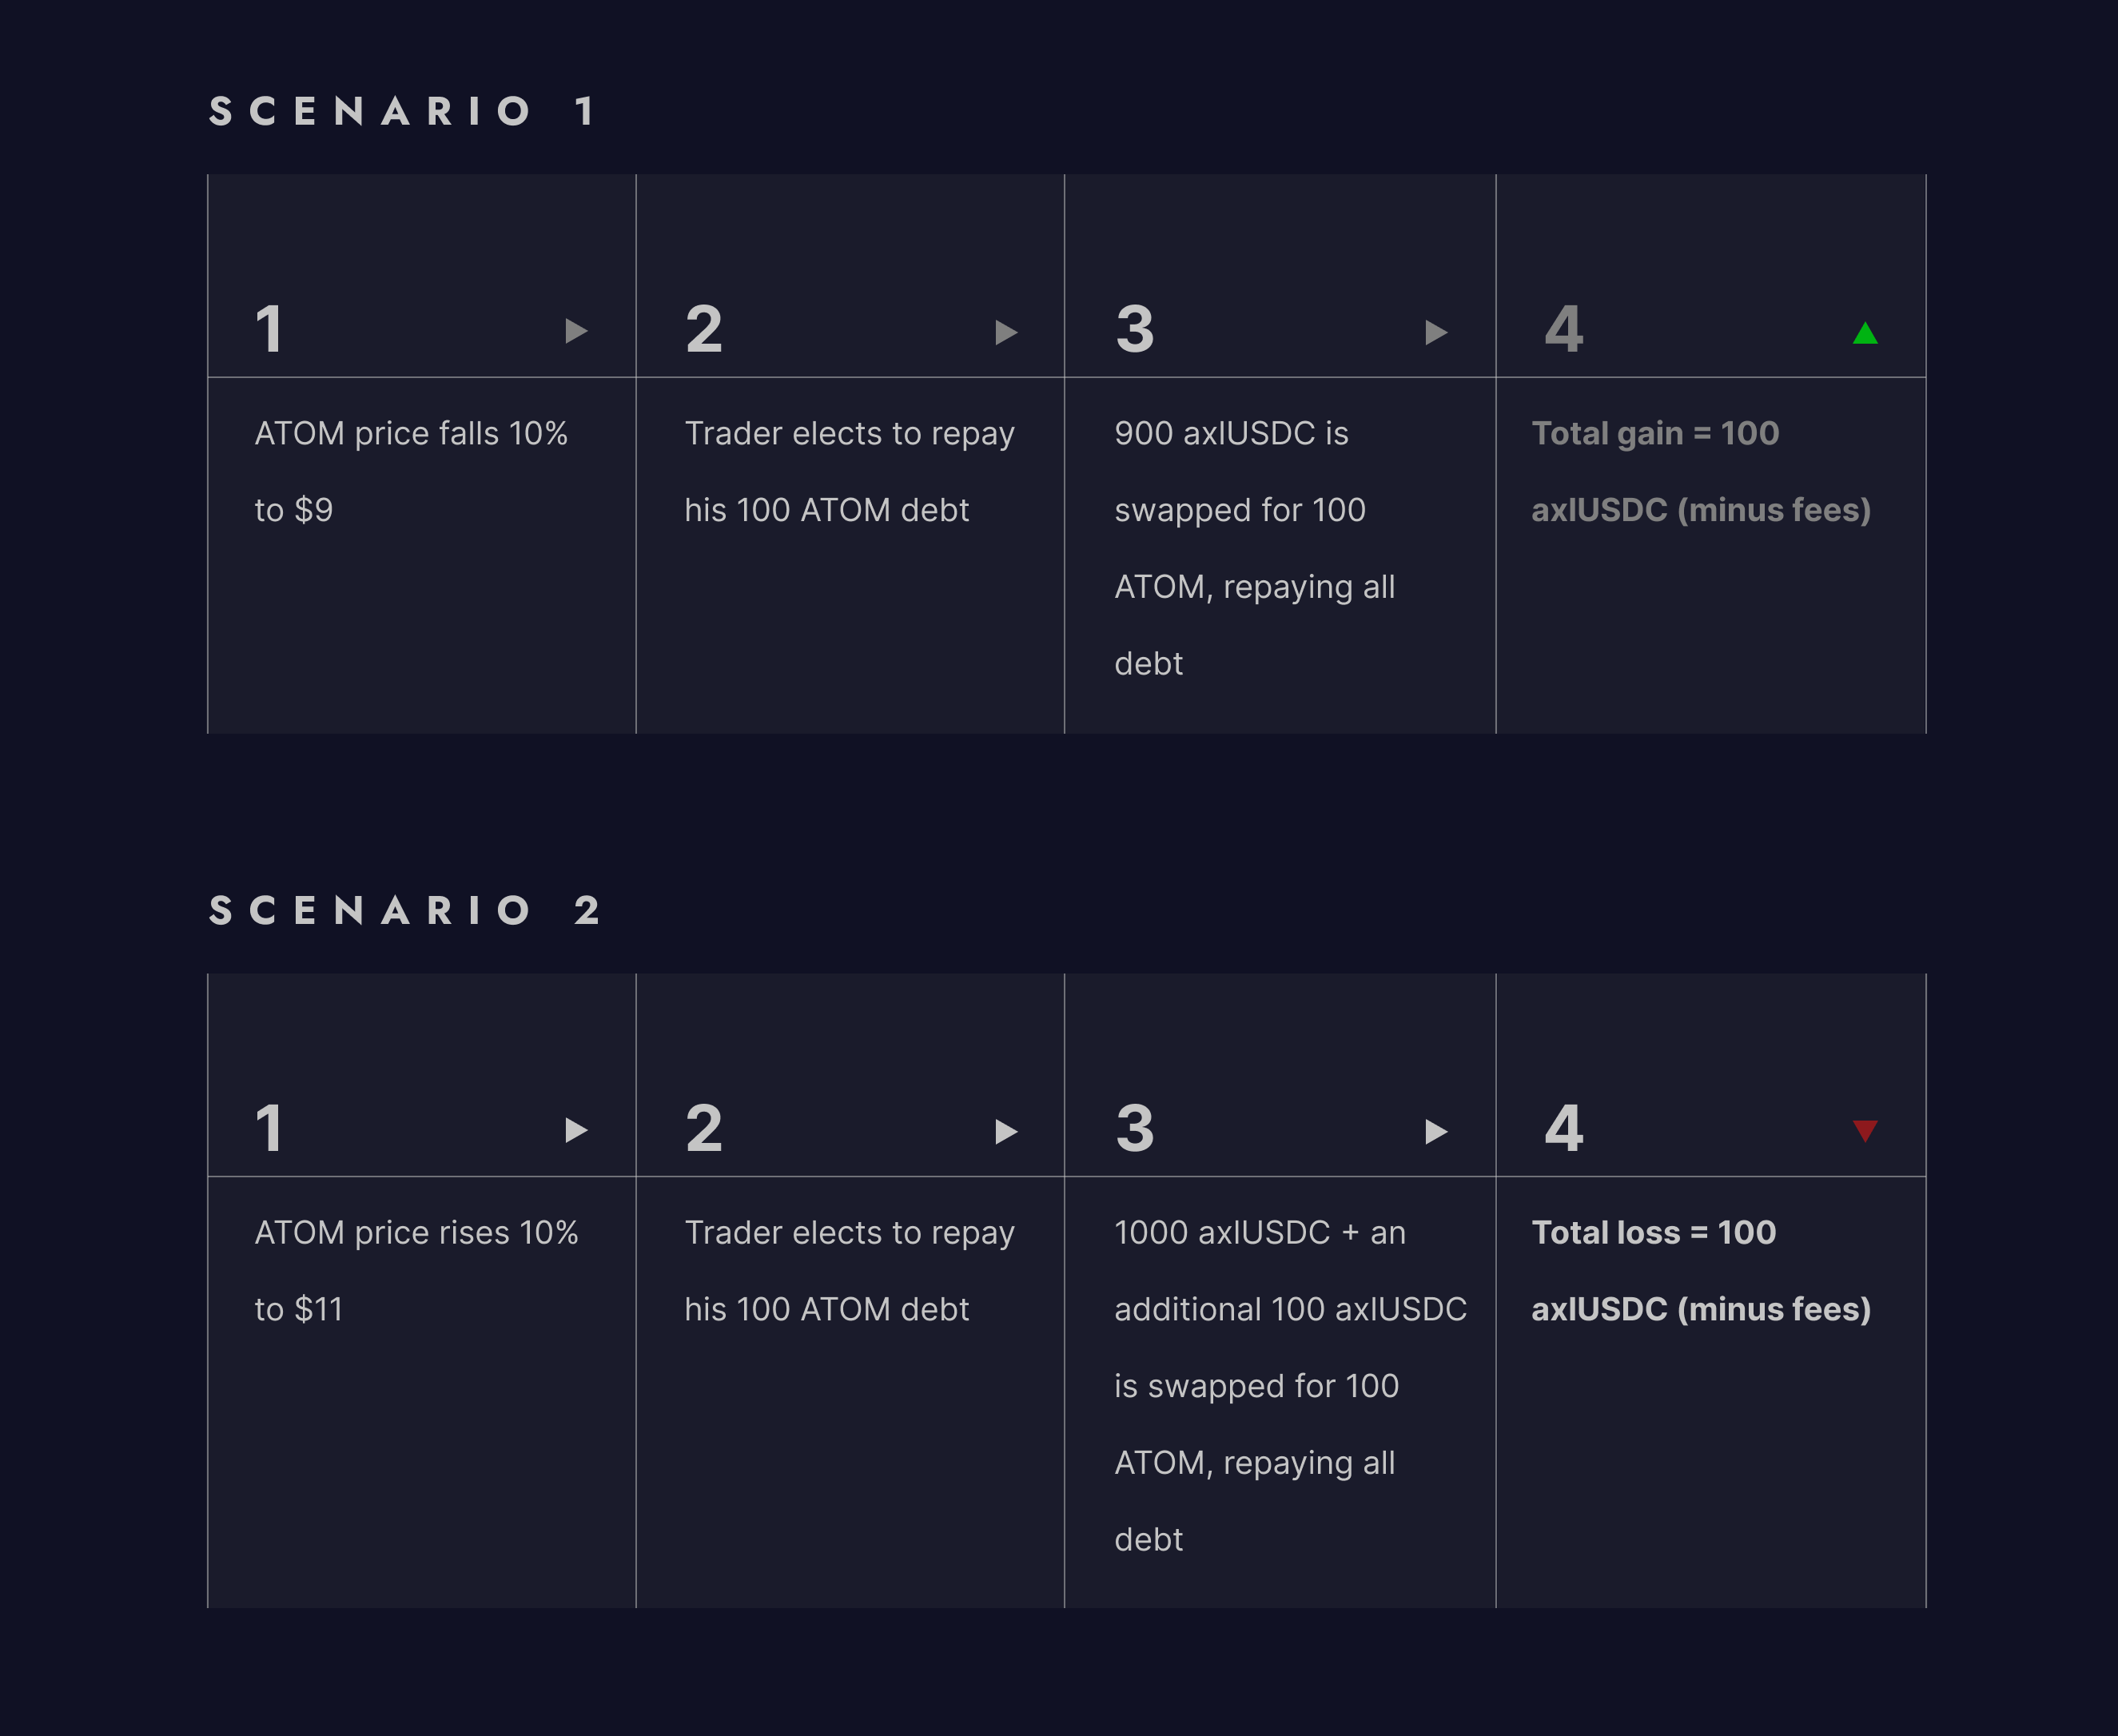 SCENARIO 1
1
2
3
4
ATOM price falls 10%
to $9
Trader elects to repay
his 100 ATOM debt
900 axlUSDC is
swapped for 100
ATOM, repaying all
debt
Total gain = 100
axlUSDC (minus fees)
SCENARIO 2
1
2
3
4
ATOM price rises 10%
to $11
Trader elects to repay
his 100 ATOM debt
1000 axlUSDC + an
additional 100 axlUSDC
is swapped for 100
ATOM, repaying all
debt
Total loss = 100
axlUSDC (minus fees)